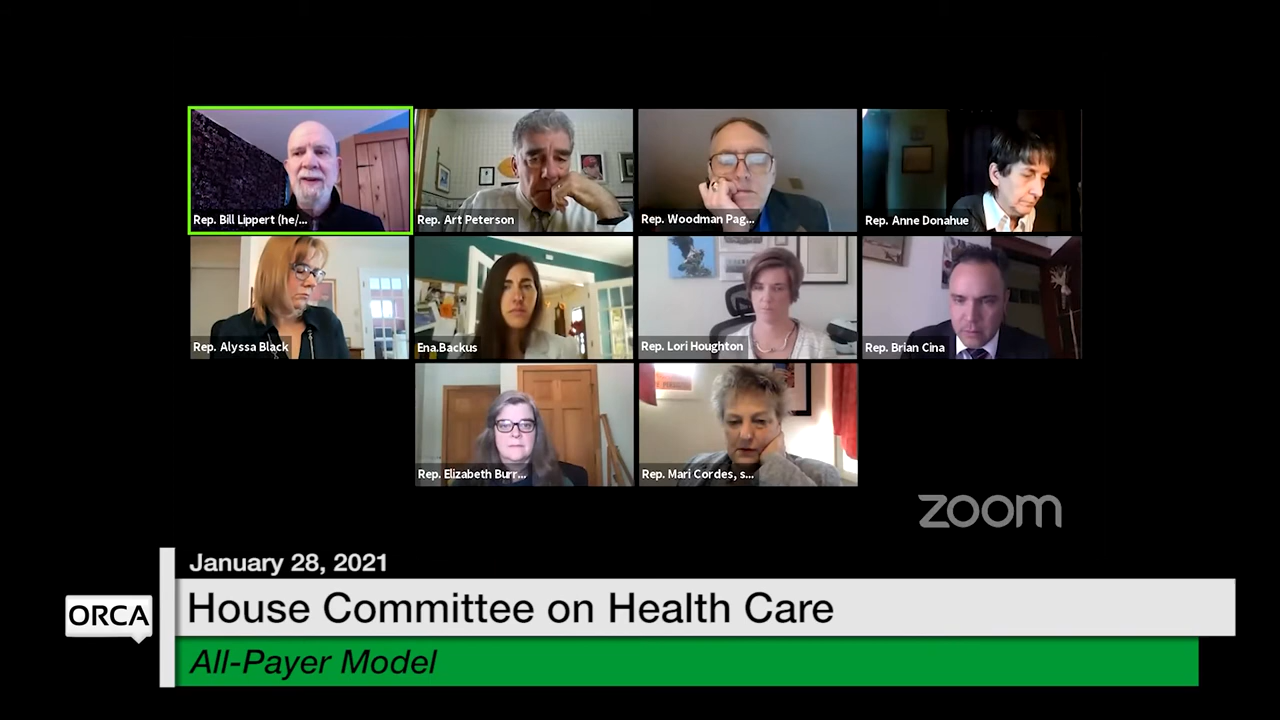 Rep. Bill Lippert (he/...
Rep. Art Peterson
Rep. Woodman Pag...
Rep. Anne Donahue
Rep. Alyssa Black
Ena.Backus
Rep. Lori Houghton
Rep. Brian Cina
Rep. Elizabeth Burr...
Rep. Mari Cordes, s...
zoom
January 28, 2021
ORCA
House Committee on Health Care
All-Payer Model